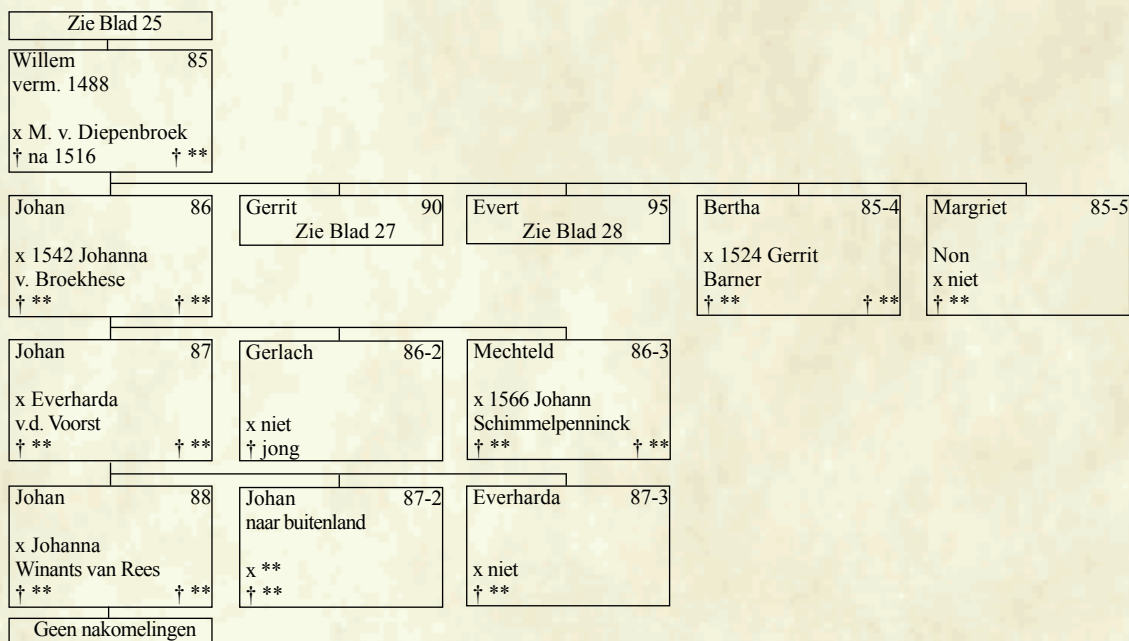 Zie Blad 25
Willem 85
verm. 1488
x M. v. Diepenbroek
† na 1516 † **
Johan 86
x 1542 Johanna
v. Broekhese
† ** † **
Gerrit 90
Zie Blad 27
Evert 95
Zie Blad 28
Bertha 85-4
x 1524 Gerrit
Barner
† ** † **
Margriet 85-5
Non
x niet
† **
Johan 87
x Everharda
v.d. Voorst
† ** † **
Gerlach 86-2
x niet
† jong
Mechteld 86-3
x 1566 Johann
Schimmelpenninck
† ** † **
Johan 88
x Johanna
Winants van Rees
† ** † **
Johan 87-2
naar buitenland
x **
† **
Everharda 87-3
x niet
† **
Geen nakomelingen